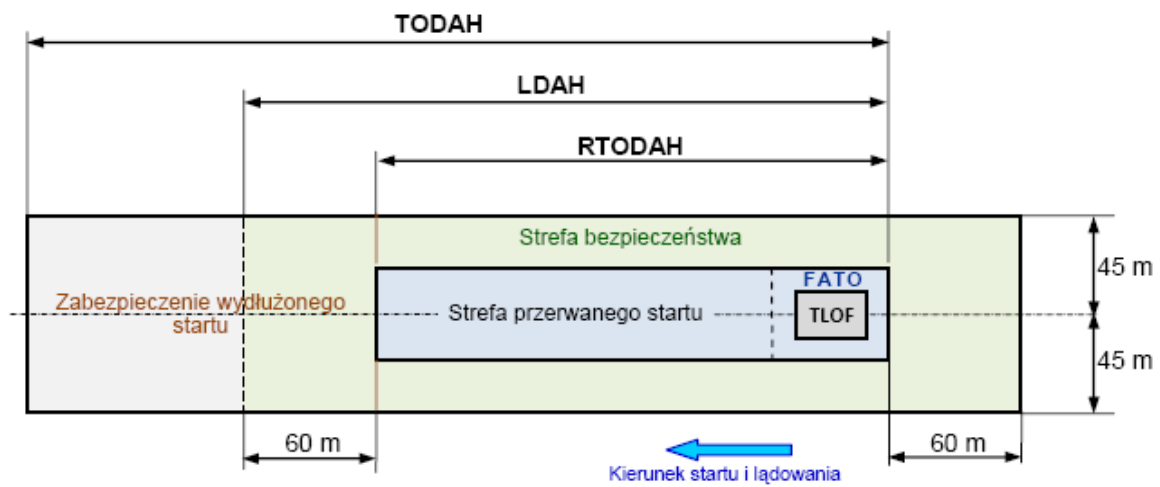 TODAH
LDAH
RTODAH
Strefa bezpieczeństwa
45 m
FATO
Zabezpieczenie wydłużonego
startu
Strefa przerwanego startu
TLOF
45 m
60 m
60 m
Kierunek startu i lądowania